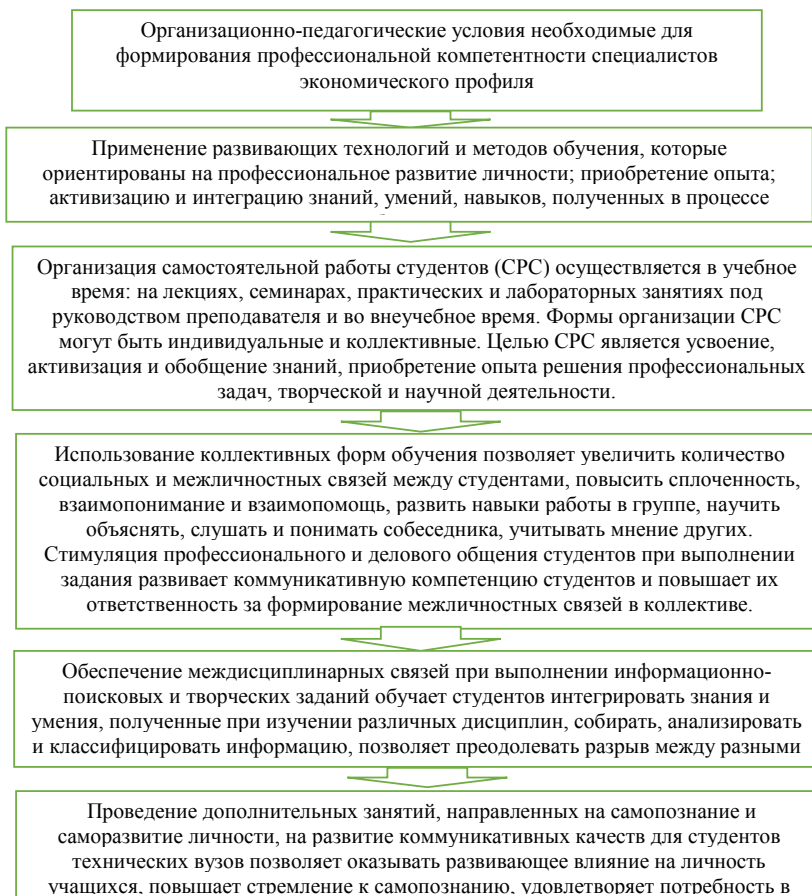 Организационно-педагогические условия необходимые для
формирования профессиональной компетентности специалистов
экономического профиля
Применение развивающих технологий и методов обучения, которые
ориентированы на профессиональное развитие личности; приобретение опыта;
активизацию и интеграцию знаний, умений, навыков, полученных в процессе
Организация самостоятельной работы студентов (СРС) осуществляется в учебное
время: на лекциях, семинарах, практических и лабораторных занятиях под
руководством преподавателя и во внеучебное время. Формы организации СРС
могут быть индивидуальные и коллективные. Целью СРС является усвоение,
активизация и обобщение знаний, приобретение опыта решения профессиональных
задач, творческой и научной деятельности.
Использование коллективных форм обучения позволяет увеличить количество
социальных и межличностных связей между студентами, повысить сплоченность,
взаимопонимание и взаимопомощь, развить навыки работы в группе, научить
объяснять, слушать и понимать собеседника, учитывать мнение других.
Стимуляция профессионального и делового общения студентов при выполнении
задания развивает коммуникативную компетенцию студентов и повышает их
ответственность за формирование межличностных связей в коллективе.
Обеспечение междисциплинарных связей при выполнении информационно-
поисковых и творческих заданий обучает студентов интегрировать знания и
умения, полученные при изучении различных дисциплин, собирать, анализировать
и классифицировать информацию, позволяет преодолевать разрыв между разными
Проведение дополнительных занятий, направленных на самопознание и
саморазвитие личности, на развитие коммуникативных качеств для студентов
технических вузов позволяет оказывать развивающее влияние на личность
учащихся, повышает стремление к самопознанию, удовлетворяет потребность в